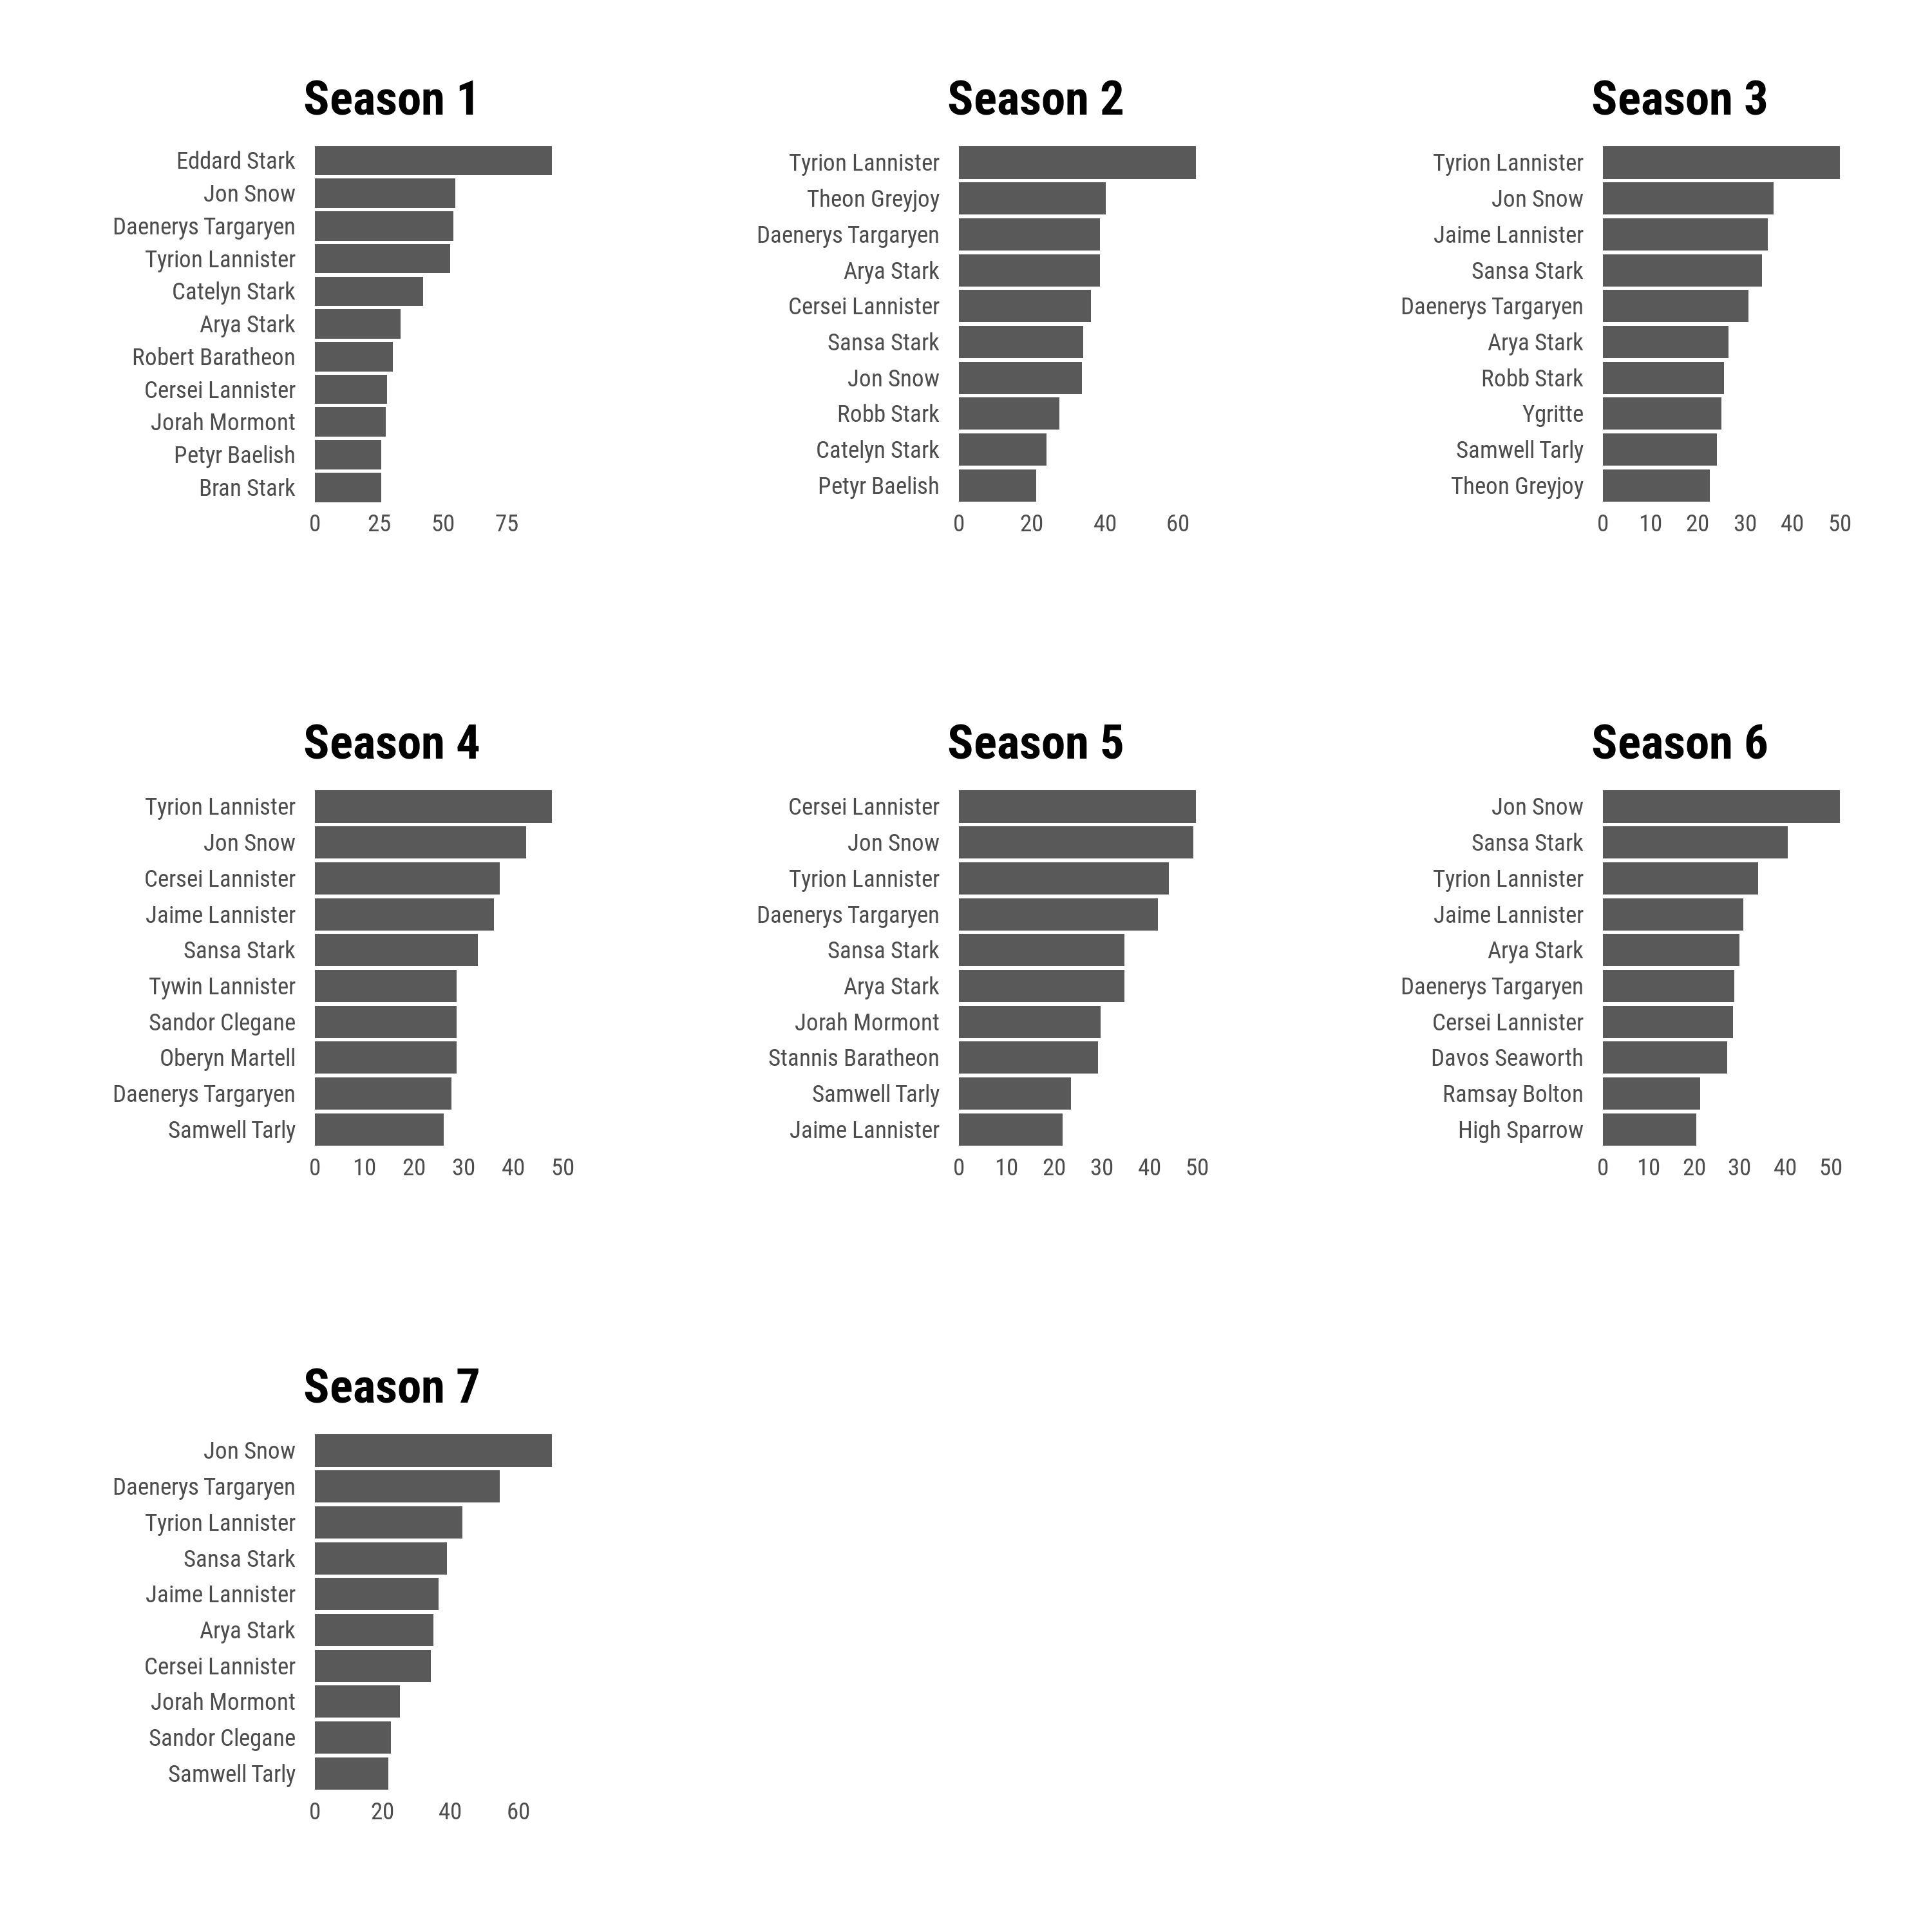 Season 1
Eddard Stark
Jon Snow
Daenerys Targaryen
Tyrion Lannister
Catelyn Stark
Arya Stark
Robert Baratheon
Cersei Lannister
Jorah Mormont
Petyr Baelish
Bran Stark
0 25 50 75
Season 2
Tyrion Lannister
Theon Greyjoy
Daenerys Targaryen
Arya Stark
Cersei Lannister
Sansa Stark
Jon Snow
Robb Stark
Catelyn Stark
Petyr Baelish
0 20 40 60
Season 3
Tyrion Lannister
Jon Snow
Jaime Lannister
Sansa Stark
Daenerys Targaryen
Arya Stark
Robb Stark
Ygritte
Samwell Tarly
Theon Greyjoy
0 10 20 30 40 50
Season 4
Tyrion Lannister
Jon Snow
Cersei Lannister
Jaime Lannister
Sansa Stark
Tywin Lannister
Sandor Clegane
Oberyn Martell
Daenerys Targaryen
Samwell Tarly
0 10 20 30 40 50
Season 5
Cersei Lannister
Jon Snow
Tyrion Lannister
Daenerys Targaryen
Sansa Stark
Arya Stark
Jorah Mormont
Stannis Baratheon
Samwell Tarly
Jaime Lannister
0 10 20 30 40 50
Season 6
Jon Snow
Sansa Stark
Tyrion Lannister
Jaime Lannister
Arya Stark
Daenerys Targaryen
Cersei Lannister
Davos Seaworth
Ramsay Bolton
High Sparrow
0 10 20 30 40 50
Season 7
Jon Snow
Daenerys Targaryen
Tyrion Lannister
Sansa Stark
Jaime Lannister
Arya Stark
Cersei Lannister
Jorah Mormont
Sandor Clegane
Samwell Tarly
0 20 40 60